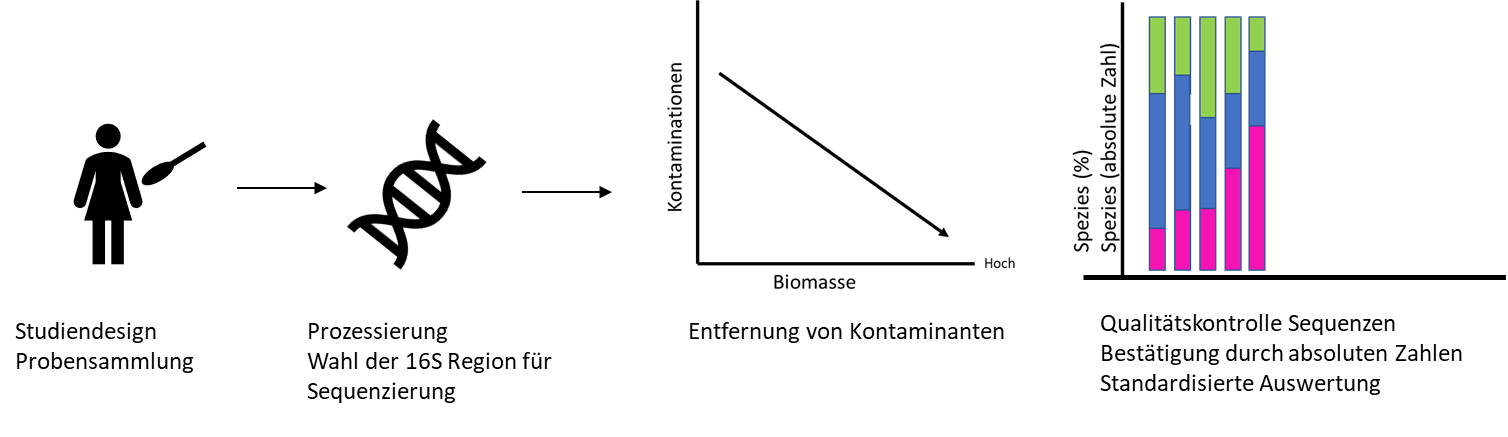 Studiendesign
Probensammlung
Prozessierung
Wahl der 16S Region für
Sequenzierung
Kontaminationen
Hoch
Biomasse
Entfernung von Kontaminanten
Spezies (%)
Spezies (absolute Zahl)
Qualitätskontrolle Sequenzen
Bestätigung durch absoluten Zahlen
Standardisierte Auswertung